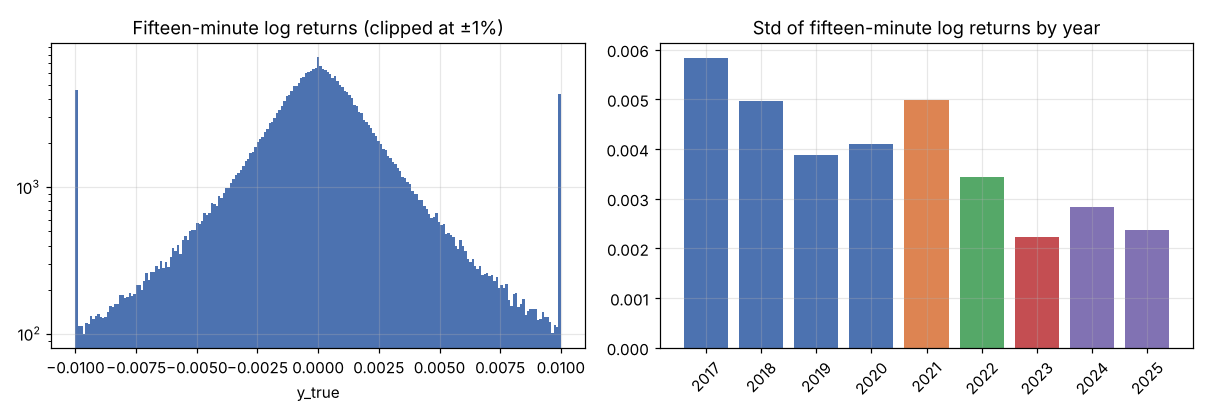 Fifteen-minute log returns (clipped at ±1%)
10³
10²
−0.0100 −0.0075 −0.0050 −0.0025 0.0000 0.0025 0.0050 0.0075 0.0100
y_true
Std of fifteen-minute log returns by year
0.006
0.005
0.004
0.003
0.002
0.001
0.000
2017 2018 2019 2020 2021 2022 2023 2024 2025